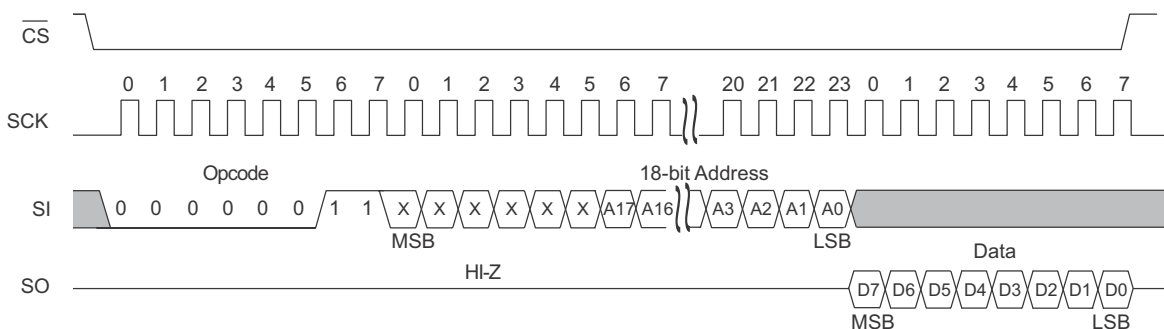 CS
0 1 2 3 4 5 6 7 0 1 2 3 4 5 6 7 20 21 22 23 0 1 2 3 4 5 6 7
SCK
Opcode 18-bit Address
SI 0 0 0 0 0 0 1 1 X X X X X X A17 A16 A3 A2 A1 A0
MSB LSB
Data
HI-Z
SO D7 D6 D5 D4 D3 D2 D1 D0
MSB LSB